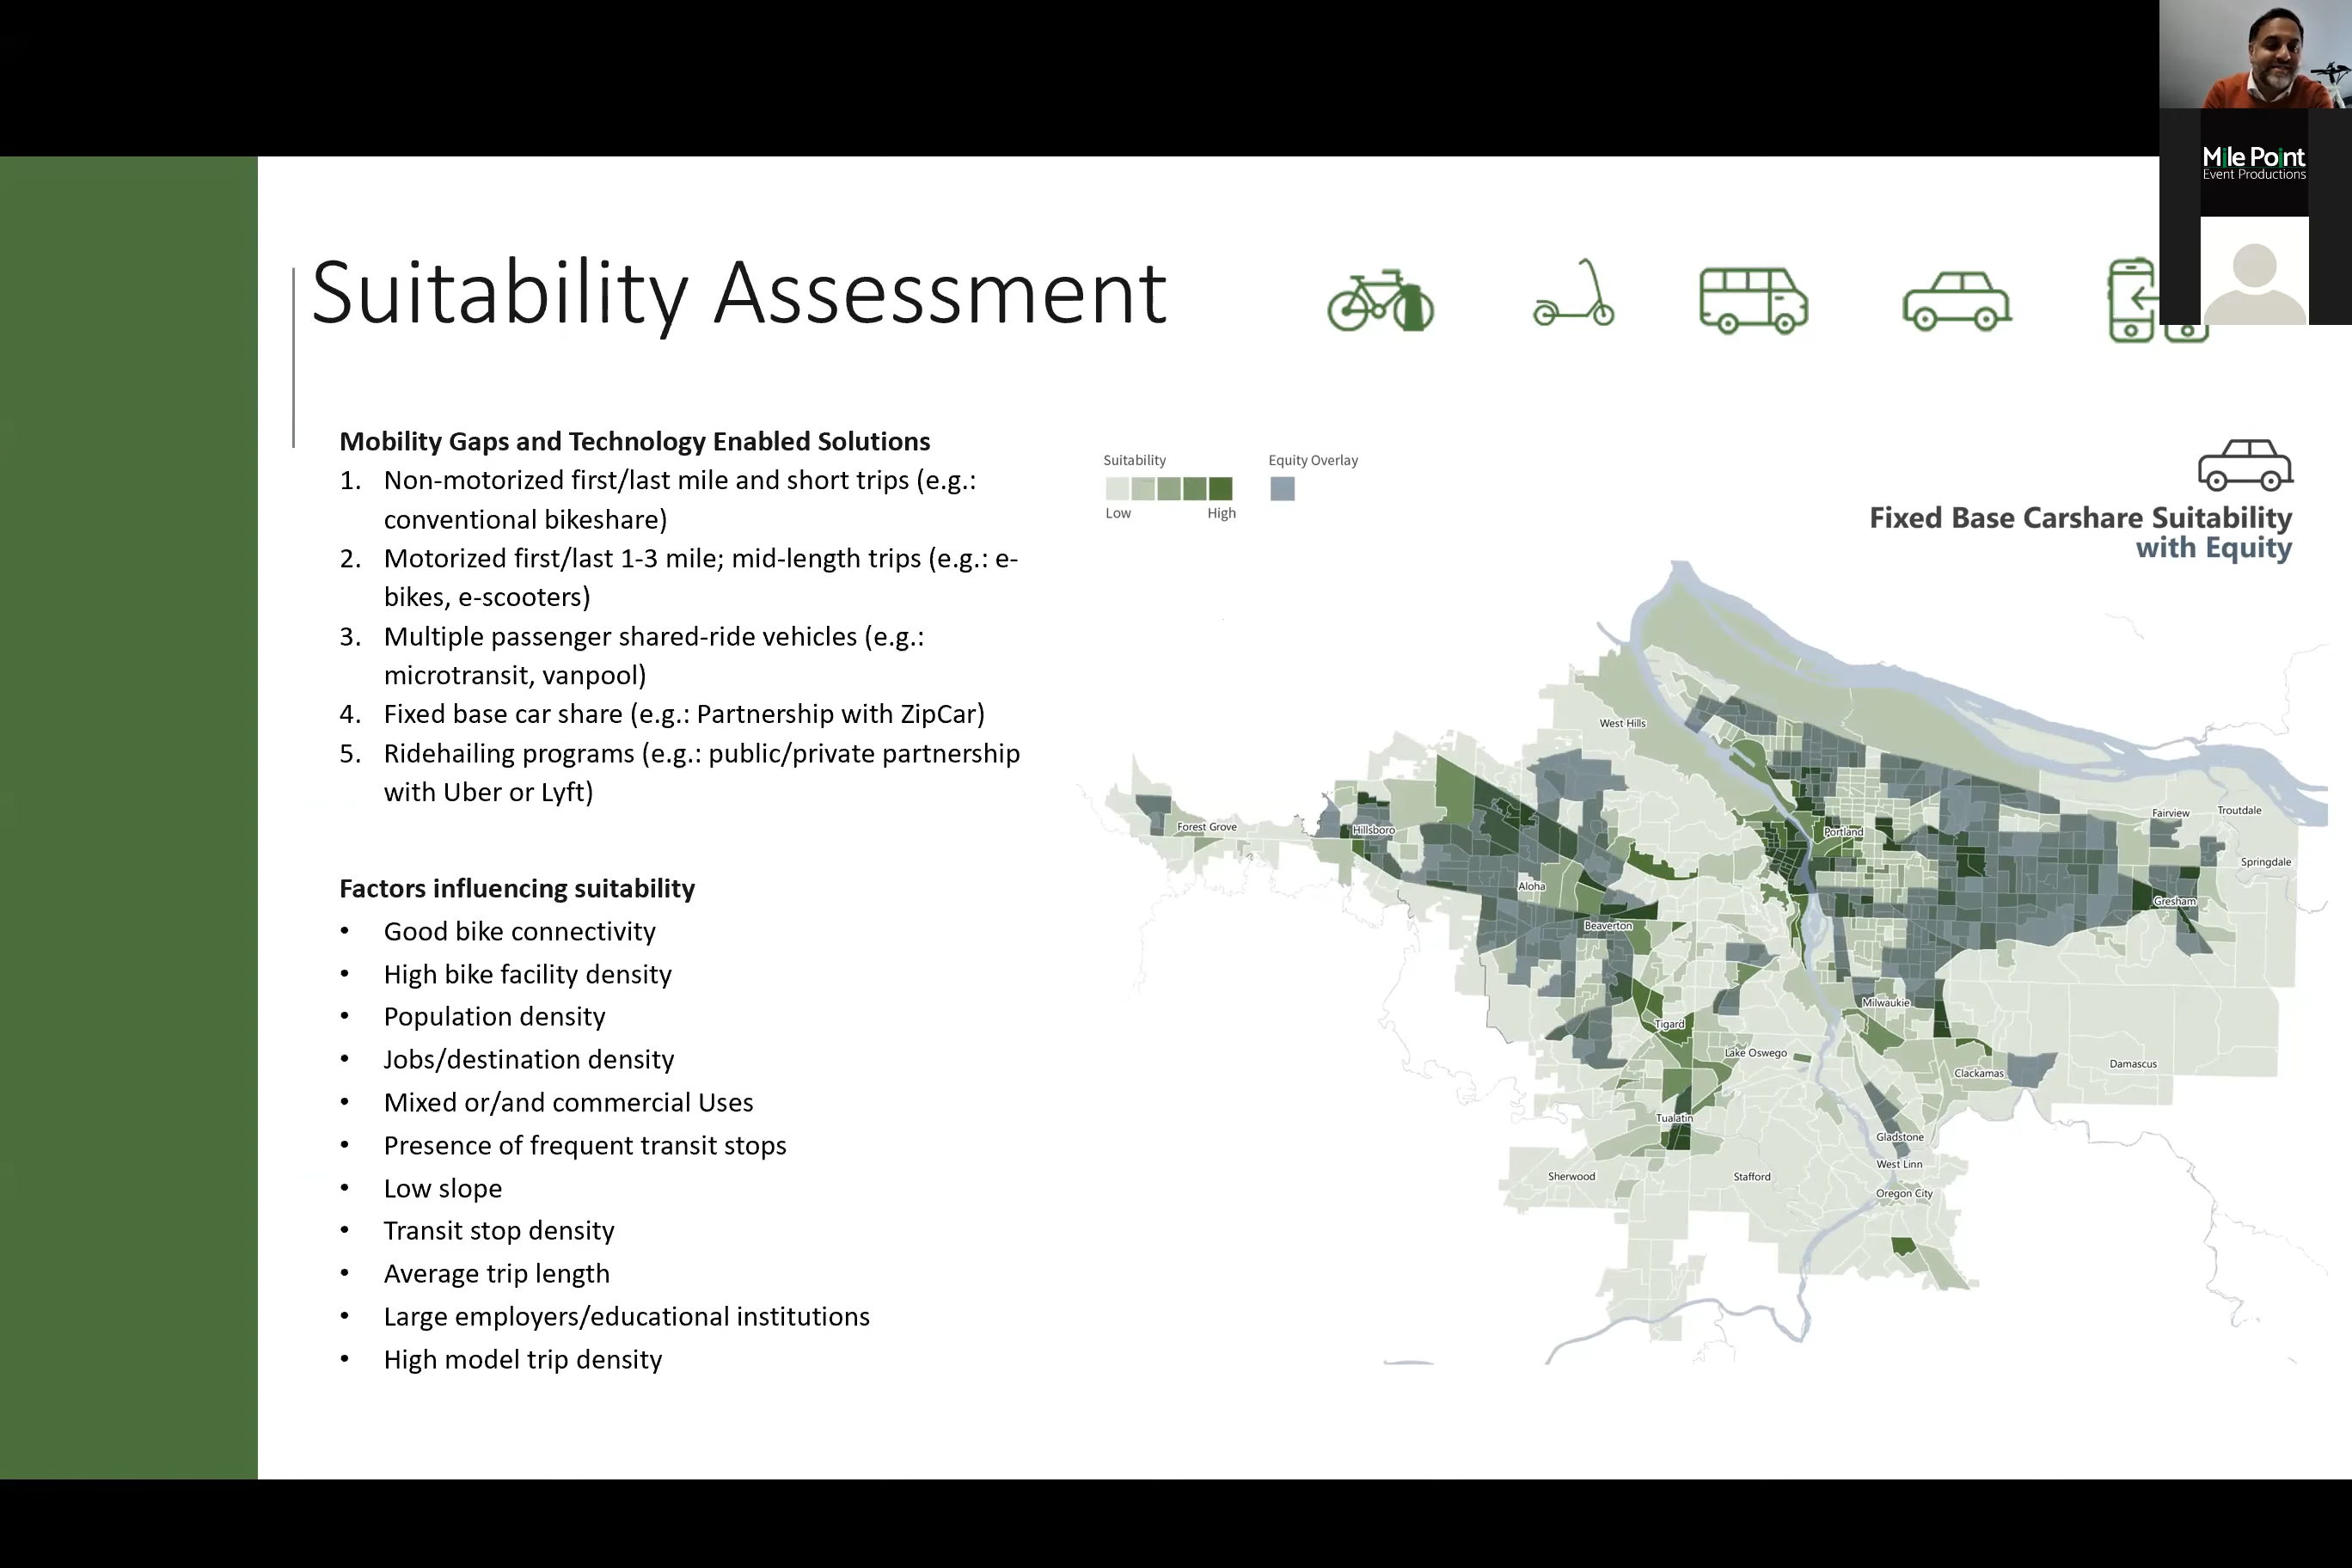 Mile Point
Event Productions
Suitability Assessment
Mobility Gaps and Technology Enabled Solutions
1. Non-motorized first/last mile and short trips (e.g.:
conventional bikeshare)
2. Motorized first/last 1-3 mile; mid-length trips (e.g.: e-
bikes, e-scooters)
3. Multiple passenger shared-ride vehicles (e.g.:
microtransit, vanpool)
4. Fixed base car share (e.g.: Partnership with ZipCar)
5. Ridehailing programs (e.g.: public/private partnership
with Uber or Lyft)
Factors influencing suitability
• Good bike connectivity
• High bike facility density
• Population density
• Jobs/destination density
• Mixed or/and commercial Uses
• Presence of frequent transit stops
• Low slope
• Transit stop density
• Average trip length
• Large employers/educational institutions
• High model trip density
Suitability
Low High
Equity Overlay
Fixed Base Carshare Suitability
with Equity
West Hills
Forest Grove
Hillsboro
Portland
Fairview
Troutdale
Springdale
Aloha
Gresham
Beaverton
Milwaukie
Tigard
Lake Oswego
Clackamas
Damascus
Tualatin
Gladstone
West Linn
Sherwood
Stafford
Oregon City